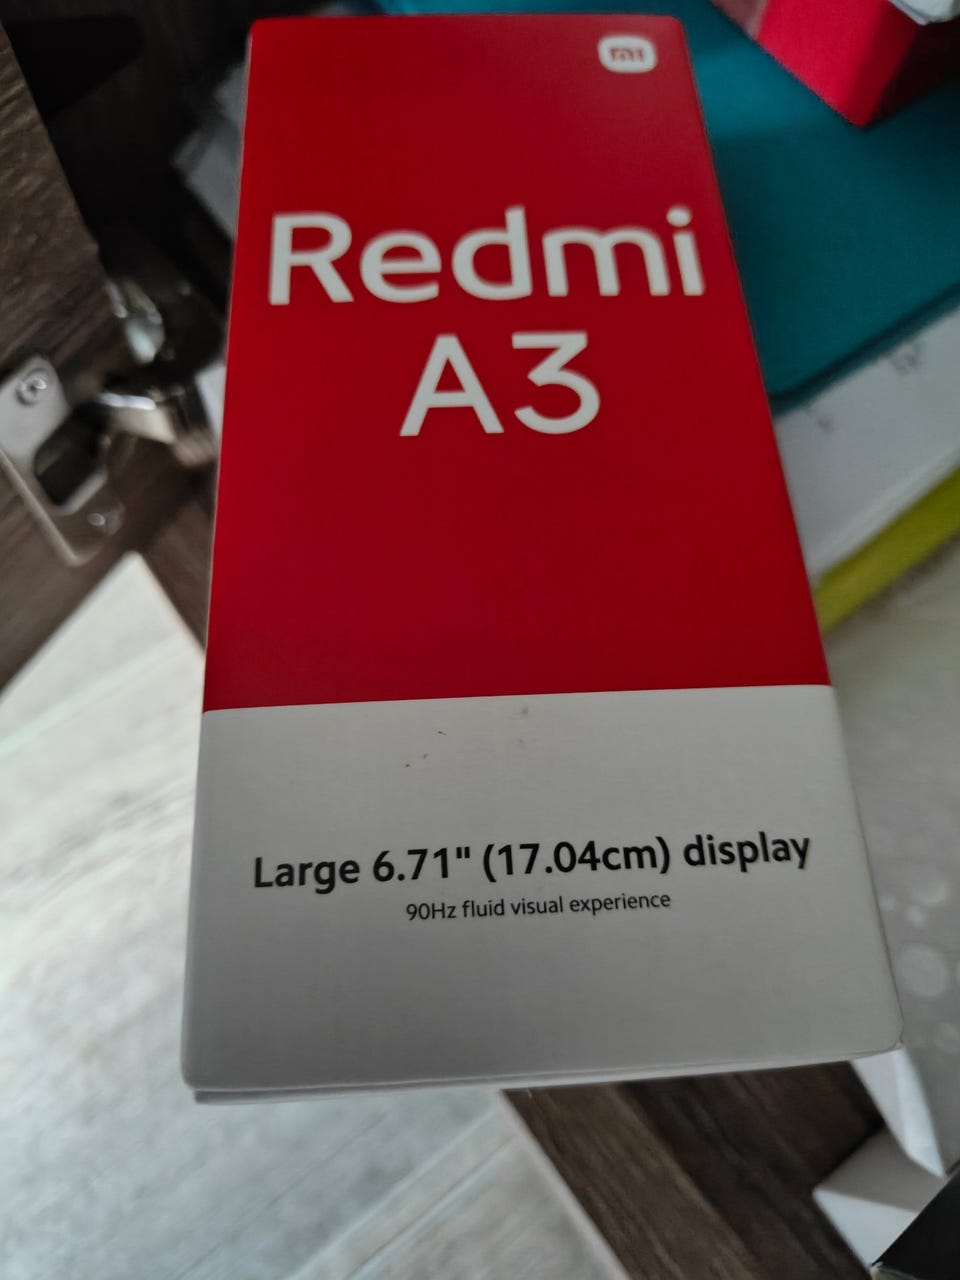 mi
Redmi
A3
Large 6.71" (17.04cm) display
90Hz fluid visual experience